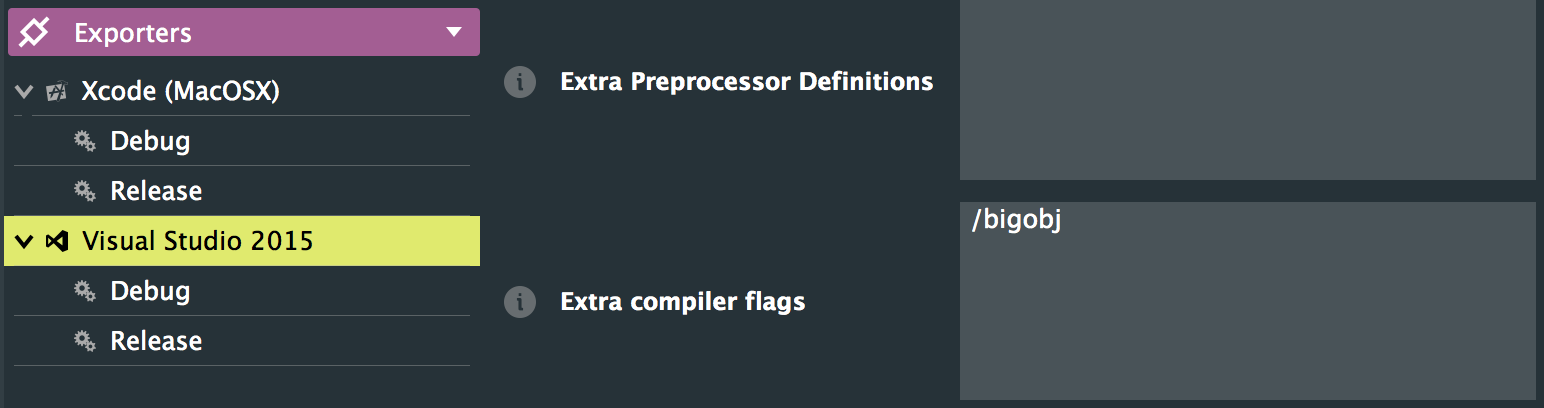 Exporters
Xcode (MacOSX)
Debug
Release
Visual Studio 2015
Debug
Release
Extra Preprocessor Definitions
Extra compiler flags
/bigobj